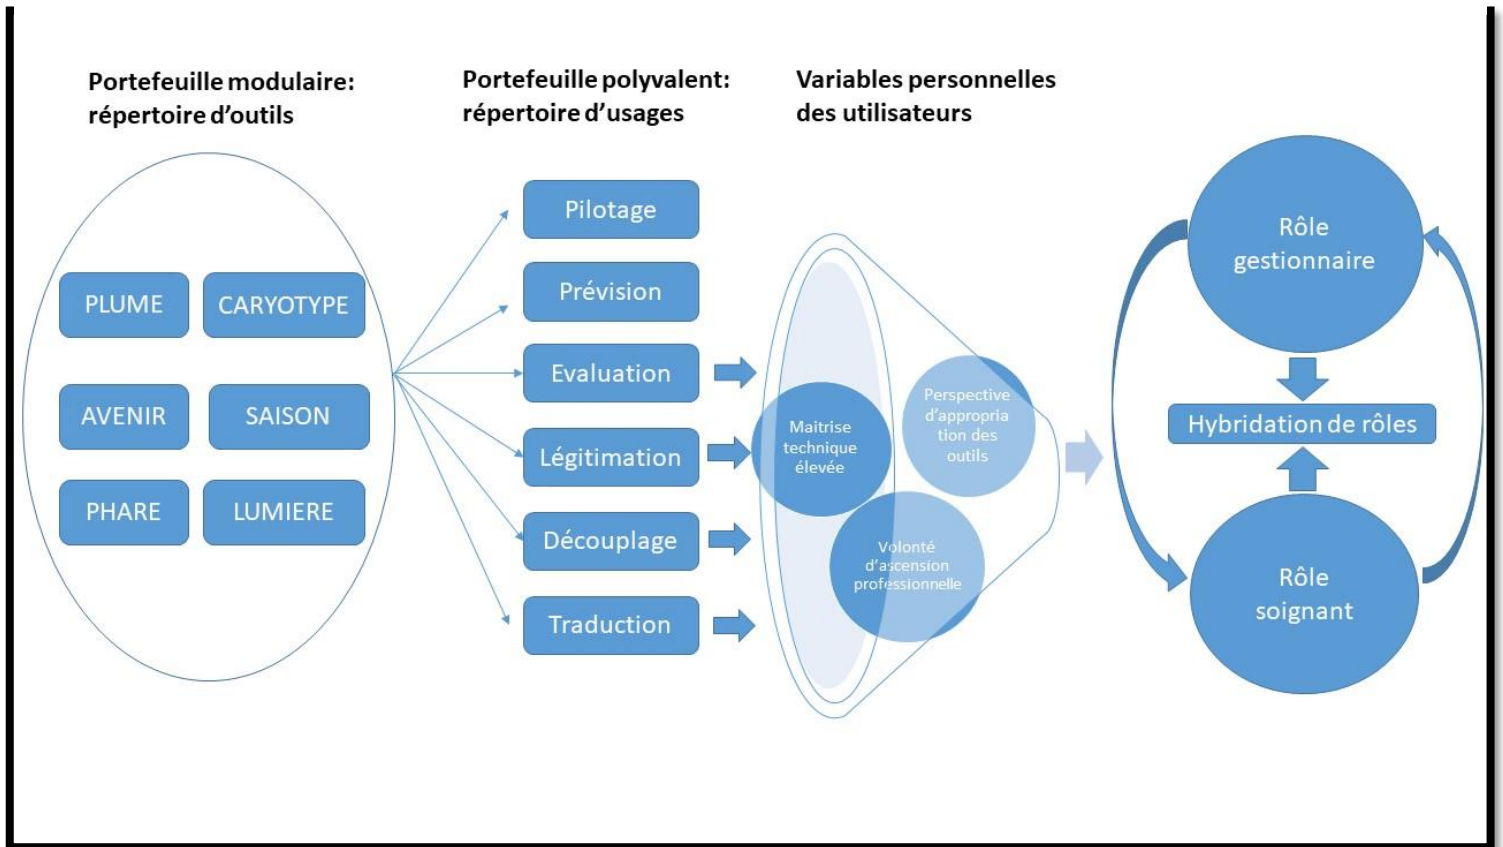 Portefeuille modulaire:
répertoire d'outils
PLUME
CARYOTYPE
AVENIR
SAISON
PHARE
LUMIERE
Portefeuille polyvalent:
répertoire d'usages
Pilotage
Prévision
Evaluation
Légitimation
Découplage
Traduction
Variables personnelles
des utilisateurs
Maitrise
technique
élevée
Perspective
d'appropria
tion des
outils
Volonté
d'ascension
professionnelle
Rôle
gestionnaire
Hybridation de rôles
Rôle
soignant